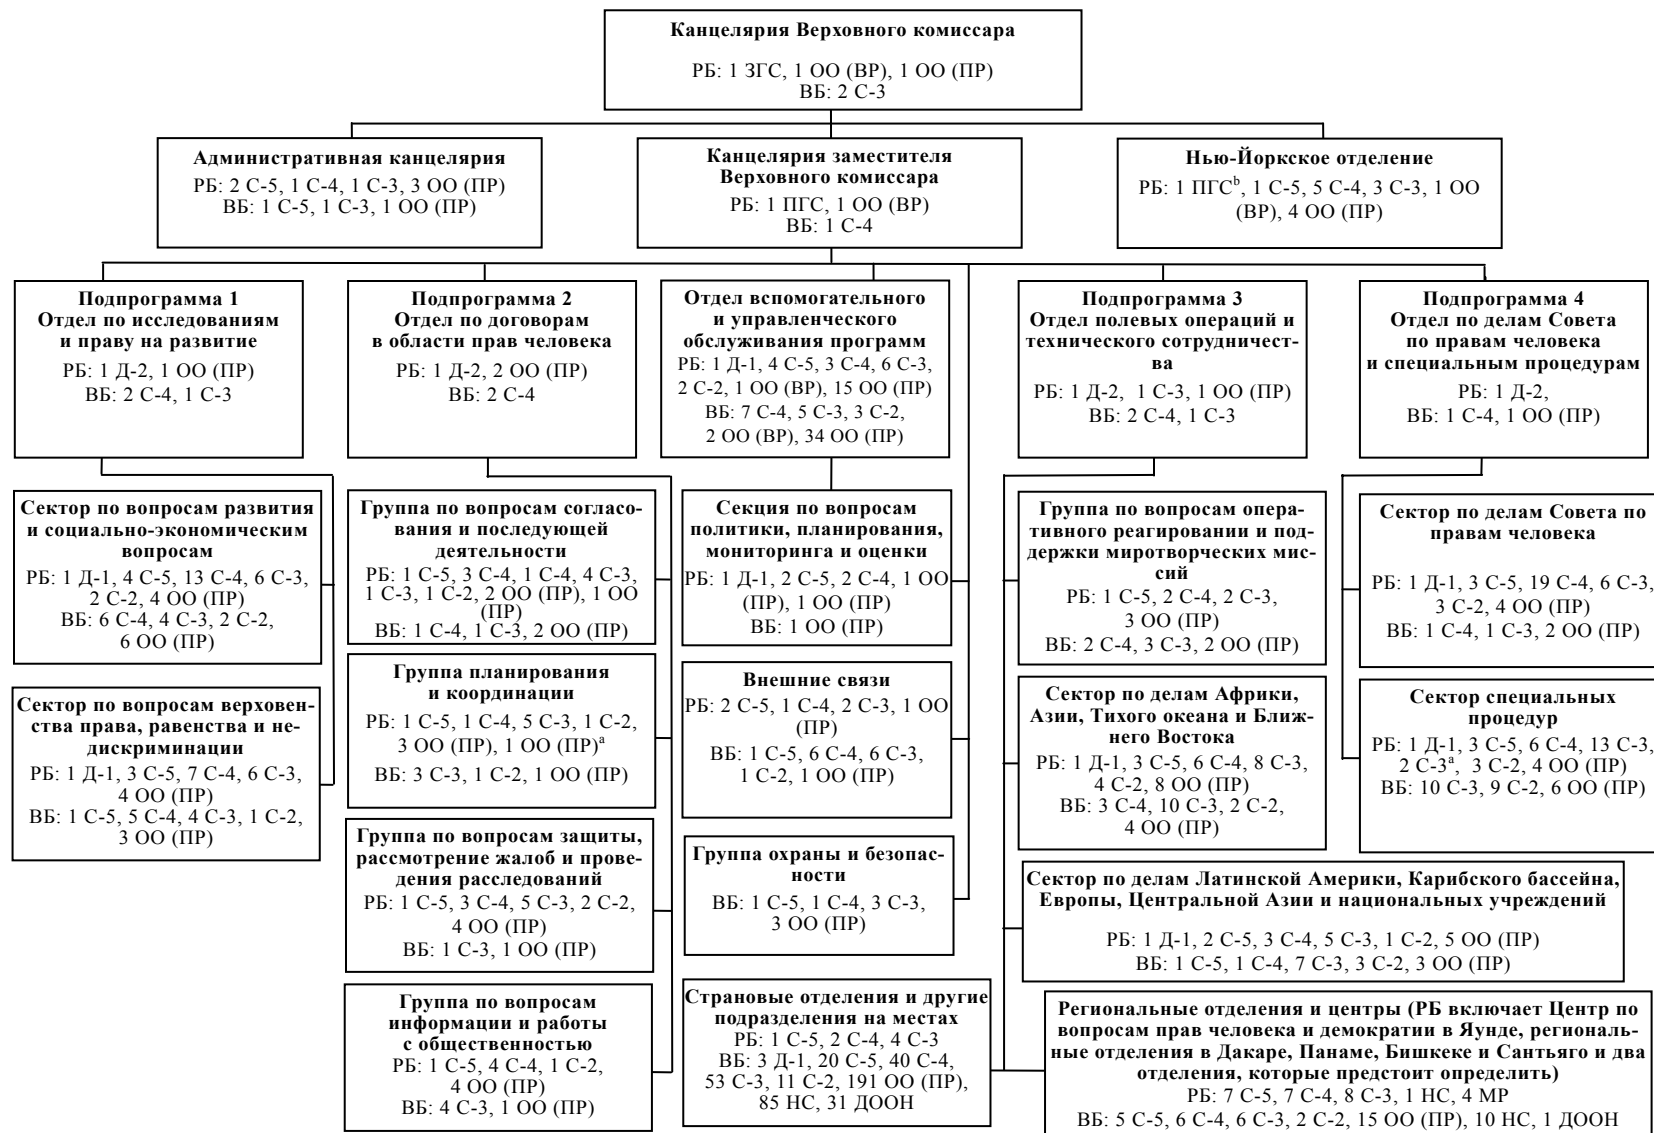 Канцелярия Верховного комиссара
РБ: 1 ЗГС, 1 ОО (ВР), 1 ОО (ПР)
ВБ: 2 С-3
Административная канцелярия
РБ: 2 С-5, 1 С-4, 1 С-3, 3 ОО (ПР)
ВБ: 1 С-5, 1 С-3, 1 ОО (ПР)
Канцелярия заместителя
Верховного комиссара
РБ: 1 ПГС, 1 ОО (ВР)
ВБ: 1 С-4
Нью-Йоркское отделение
РБ: 1 ПГСb, 1 С-5, 5 С-4, 3 С-3, 1 ОО
(ВР), 4 ОО (ПР)
Подпрограмма 1
Отдел по исследованиям
и праву на развитие
РБ: 1 Д-2, 1 ОО (ПР)
ВБ: 2 С-4, 1 С-3
Подпрограмма 2
Отдел по договорам
в области прав человека
РБ: 1 Д-2, 2 ОО (ПР)
ВБ: 2 С-4
Отдел вспомогательного
и управленческого
обслуживания программ
РБ: 1 Д-1, 4 С-5, 3 С-4, 6 С-3,
2 С-2, 1 ОО (ВР), 15 ОО (ПР)
ВБ: 7 С-4, 5 С-3, 3 С-2,
2 ОО (ВР), 34 ОО (ПР)
Подпрограмма 3
Отдел полевых операций и
технического сотрудничест-
ва
РБ: 1 Д-2, 1 С-3, 1 ОО (ПР)
ВБ: 2 С-4, 1 С-3
Подпрограмма 4
Отдел по делам Совета
по правам человека
и специальным процедурам
РБ: 1 Д-2,
ВБ: 1 С-4, 1 ОО (ПР)
Сектор по вопросам развития
и социально-экономическим
вопросам
РБ: 1 Д-1, 4 С-5, 13 С-4, 6 С-3,
2 С-2, 4 ОО (ПР)
ВБ: 6 С-4, 4 С-3, 2 С-2,
6 ОО (ПР)
Сектор по вопросам верховен-
ства права, равенства и не-
дискриминации
РБ: 1 Д-1, 3 С-5, 7 С-4, 6 С-3,
4 ОО (ПР)
ВБ: 1 С-5, 5 С-4, 4 С-3, 1 С-2,
3 ОО (ПР)
Группа по вопросам согласо-
вания и последующей
деятельности
РБ: 1 С-5, 3 С-4, 1 С-4, 4 С-3,
1 С-3, 1 С-2, 2 ОО (ПР), 1 ОО
(ПР)
ВБ: 1 С-4, 1 С-3, 2 ОО (ПР)
Группа планирования
и координации
РБ: 1 С-5, 1 С-4, 5 С-3, 1 С-2,
3 ОО (ПР), 1 ОО (ПР)a
ВБ: 3 С-3, 1 С-2, 1 ОО (ПР)
Группа по вопросам защиты,
рассмотрение жалоб и прове-
дения расследований
РБ: 1 С-5, 3 С-4, 5 С-3, 2 С-2,
4 ОО (ПР)
ВБ: 1 С-3, 1 ОО (ПР)
Группа по вопросам
информации и работы
с общественностью
РБ: 1 С-5, 4 С-4, 1 С-2,
4 ОО (ПР)
ВБ: 4 С-3, 1 ОО (ПР)
Секция по вопросам
политики, планирования,
мониторинга и оценки
РБ: 1 Д-1, 2 С-5, 2 С-4, 1 ОО
(ПР), 1 ОО (ПР)
ВБ: 1 ОО (ПР)
Внешние связи
РБ: 2 С-5, 1 С-4, 2 С-3, 1 ОО
(ПР)
ВБ: 1 С-5, 6 С-4, 6 С-3,
1 С-2, 1 ОО (ПР)
Группа охраны и безопас-
ности
ВБ: 1 С-5, 1 С-4, 3 С-3,
3 ОО (ПР)
Страновые отделения и другие
подразделения на местах
РБ: 1 С-5, 2 С-4, 4 С-3
ВБ: 3 Д-1, 20 С-5, 40 С-4,
53 С-3, 11 С-2, 191 ОО (ПР),
85 НС, 31 ДООН
Группа по вопросам опера-
тивного реагировании и под-
держки миротворческих мис-
сий
РБ: 1 С-5, 2 С-4, 2 С-3,
3 ОО (ПР)
ВБ: 2 С-4, 3 С-3, 2 ОО (ПР)
Сектор по делам Африки,
Азии, Тихого океана и Ближ-
него Востока
РБ: 1 Д-1, 3 С-5, 6 С-4, 8 С-3,
4 С-2, 8 ОО (ПР)
ВБ: 3 С-4, 10 С-3, 2 С-2,
4 ОО (ПР)
Сектор по делам Совета по
правам человека
РБ: 1 Д-1, 3 С-5, 19 С-4, 6 С-3,
3 С-2, 4 ОО (ПР)
ВБ: 1 С-4, 1 С-3, 2 ОО (ПР)
Сектор специальных
процедур
РБ: 1 Д-1, 3 С-5, 6 С-4, 13 С-3,
2 С-3a, 3 С-2, 4 ОО (ПР)
ВБ: 10 С-3, 9 С-2, 6 ОО (ПР)
Сектор по делам Латинской Америки, Карибского бассейна,
Европы, Центральной Азии и национальных учреждений
РБ: 1 Д-1, 2 С-5, 3 С-4, 5 С-3, 1 С-2, 5 ОО (ПР)
ВБ: 1 С-5, 1 С-4, 7 С-3, 3 С-2, 3 ОО (ПР)
Региональные отделения и центры (РБ включает Центр по
вопросам прав человека и демократии в Яунде, региональ-
ные отделения в Дакаре, Панаме, Бишкеке и Сантьяго и два
отделения, которые предстоит определить)
РБ: 7 С-5, 7 С-4, 8 С-3, 1 НС, 4 МР
ВБ: 5 С-5, 6 С-4, 6 С-3, 2 С-2, 15 ОО (ПР), 10 НС, 1 ДООН